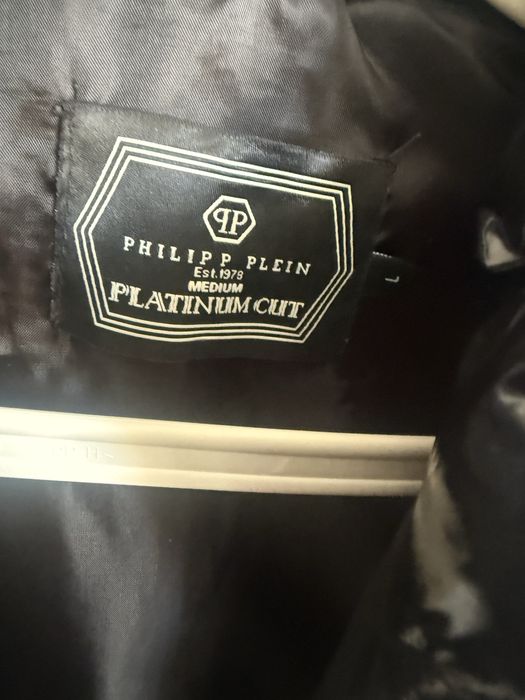 PP
PHILIPP PLEIN
Est.1978
MEDIUM
PLATINUM CUT
L